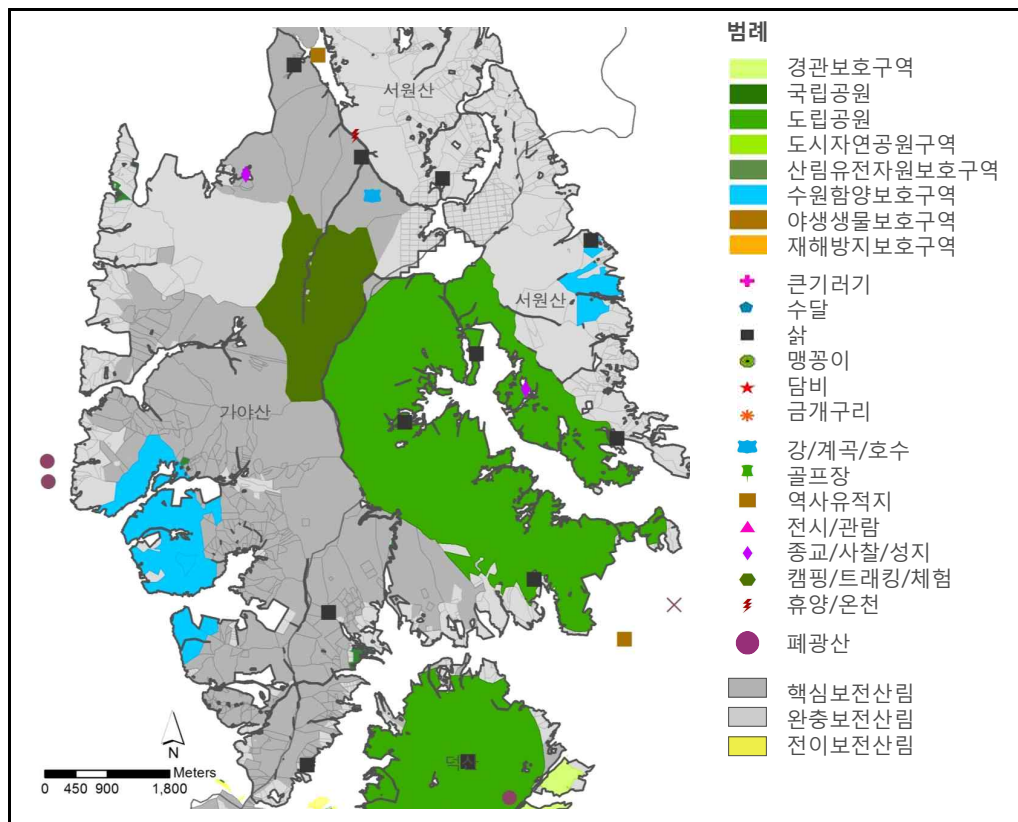 범례
경관보호구역
국립공원
도립공원
도시자연공원구역
산림유전자원보호구역
수원함양보호구역
야생생물보호구역
재해방지보호구역
큰기러기
수달
삵
맹꽁이
담비
금개구리
강/계곡/호수
골프장
역사유적지
전시/관람
종교/사찰/성지
캠핑/트래킹/체험
휴양/온천
폐광산
핵심보전산림
완충보전산림
전이보전산림
서원산
서원산
가야산
N
Meters
0 450 900 1,800